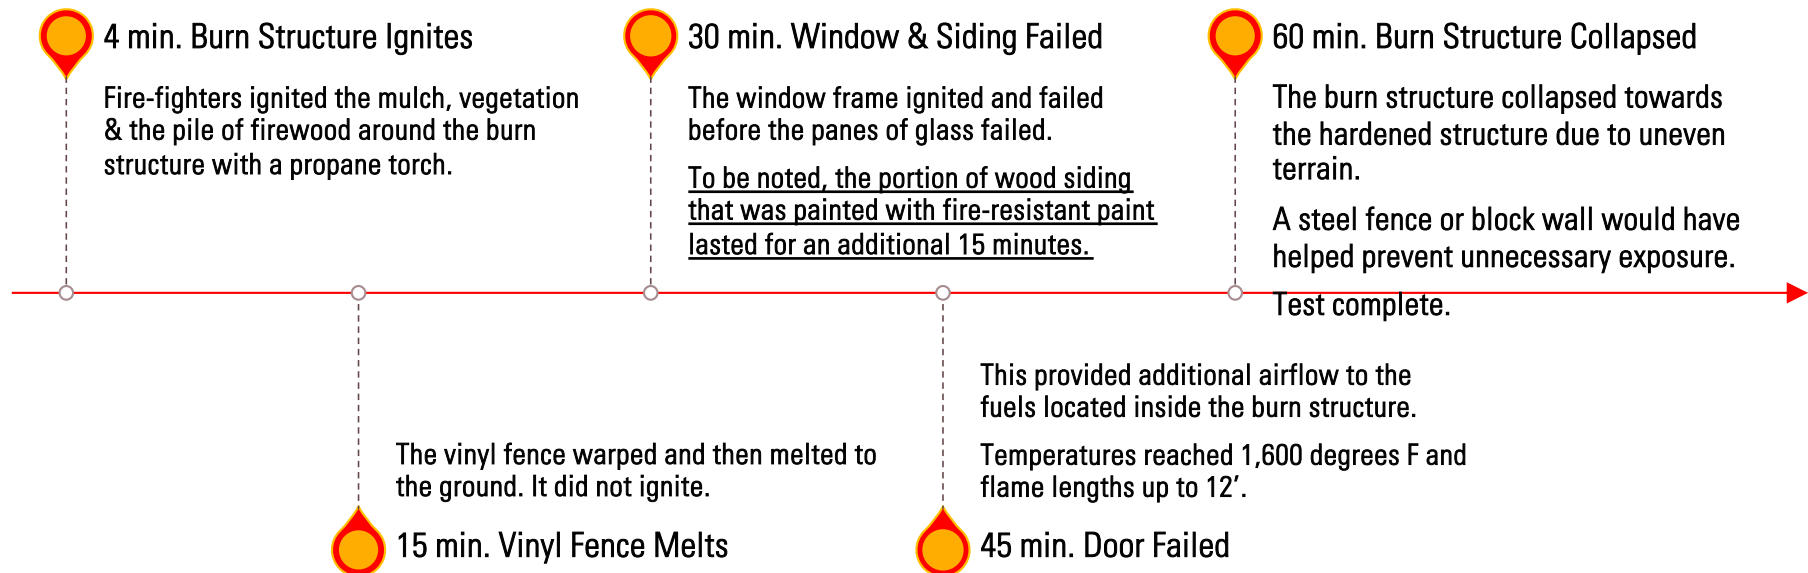 4 min. Burn Structure Ignites
Fire-fighters ignited the mulch, vegetation
& the pile of firewood around the burn
structure with a propane torch.
The vinyl fence warped and then melted to
the ground. It did not ignite.
15 min. Vinyl Fence Melts
30 min. Window & Siding Failed
The window frame ignited and failed
before the panes of glass failed.
To be noted, the portion of wood siding
that was painted with fire-resistant paint
lasted for an additional 15 minutes.
This provided additional airflow to the
fuels located inside the burn structure.
Temperatures reached 1,600 degrees F and
flame lengths up to 12’.
45 min. Door Failed
60 min. Burn Structure Collapsed
The burn structure collapsed towards
the hardened structure due to uneven
terrain.
A steel fence or block wall would have
helped prevent unnecessary exposure.
Test complete.